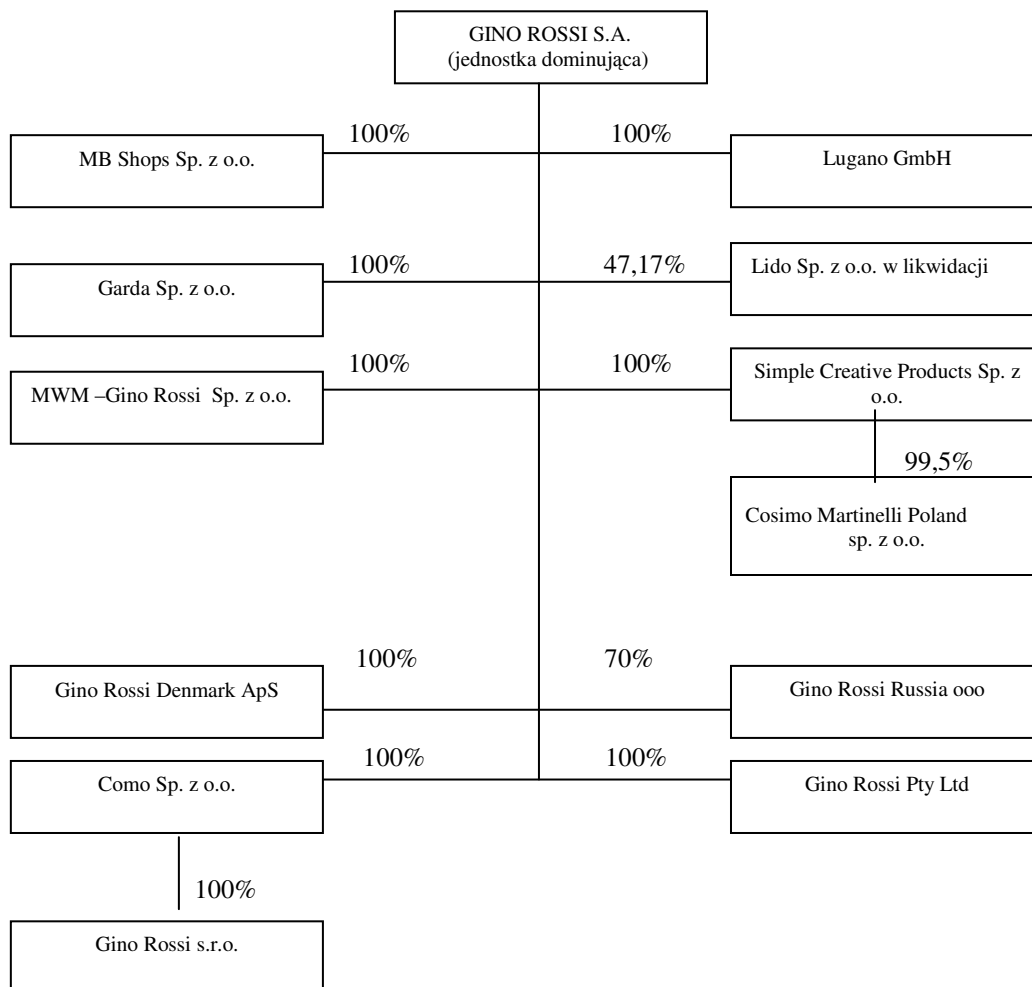 GINO ROSSI S.A.
(jednostka dominująca)
100%
100%
MB Shops Sp. z o.o.
Lugano GmbH
100%
47,17%
Garda Sp. z o.o.
Lido Sp. z o.o. w likwidacji
100%
100%
MWM –Gino Rossi Sp. z o.o.
Simple Creative Products Sp. z
o.o.
99,5%
Cosimo Martinelli Poland
sp. z o.o.
100%
70%
Gino Rossi Denmark ApS
Gino Rossi Russia ooo
100%
100%
Como Sp. z o.o.
Gino Rossi Pty Ltd
100%
Gino Rossi s.r.o.